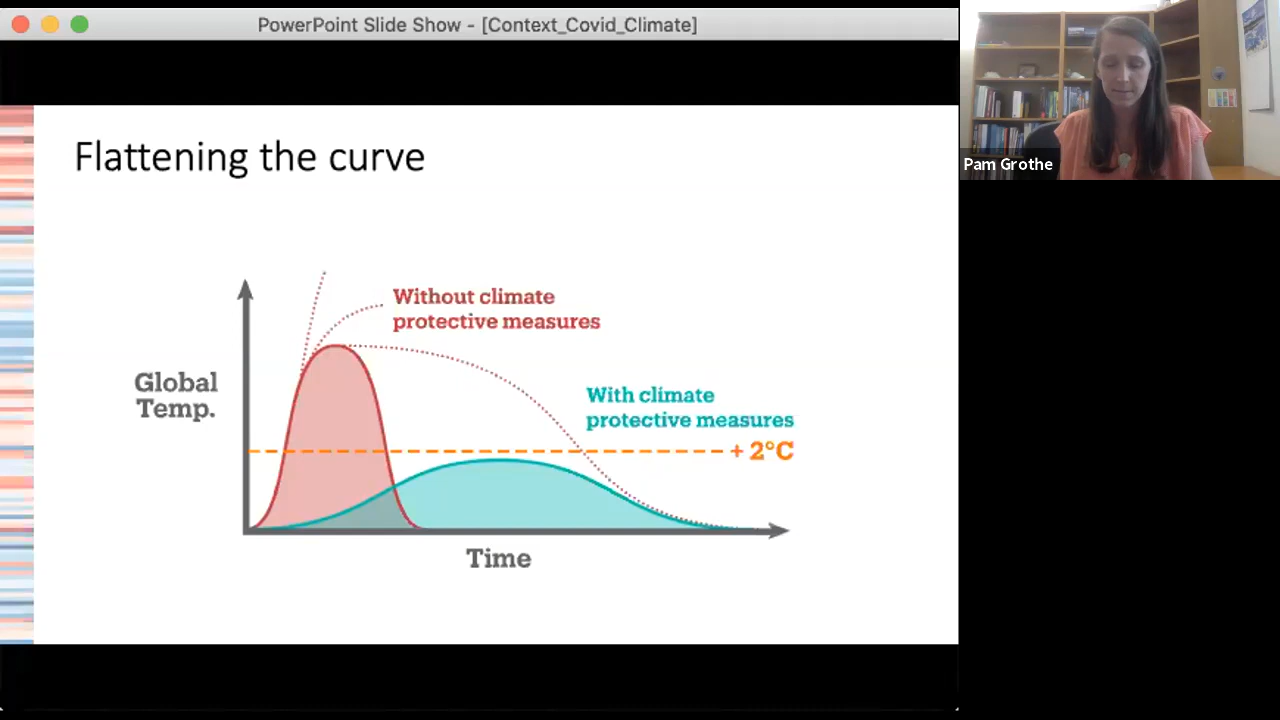 PowerPoint Slide Show - [Context_Covid_Climate]
Pam Grothe
Flattening the curve
Without climate
protective measures
Global
Temp.
With climate
protective measures
+ 2°C
Time